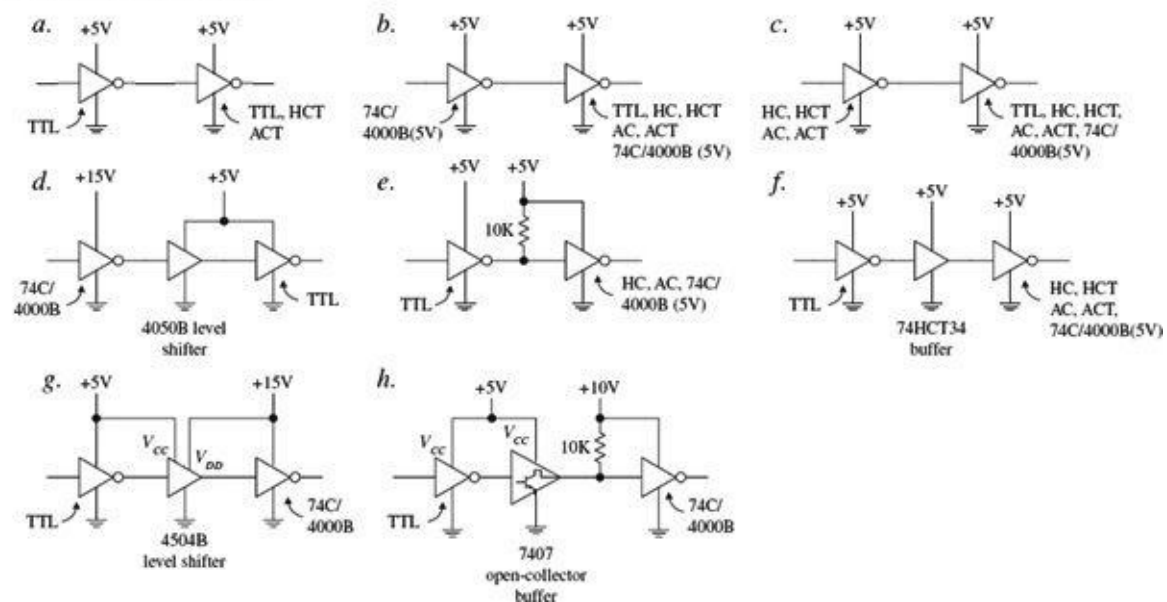 a.
+5V
+5V
TTL
TTL, HCT
ACT
b.
+5V
+5V
74C/
4000B(5V)
TTL, HC, HCT
AC, ACT
74C/4000B (5V)
c.
+5V
+5V
HC, HCT
AC, ACT
TTL, HC, HCT,
AC, ACT, 74C/
4000B(5V)
d.
+15V
+5V
74C/
4000B
TTL
4050B level
shifter
e.
+5V
+5V
10K
TTL
HC, AC, 74C/
4000B (5V)
f.
+5V
+5V
+5V
TTL
HC, HCT
AC, ACT,
74C/4000B(5V)
74HCT34
buffer
g.
+5V
+15V
VCC
VDD
TTL
74C/
4000B
4504B
level shifter
h.
+5V
+10V
VCC
VCC
10K
TTL
74C/
4000B
7407
open-collector
buffer